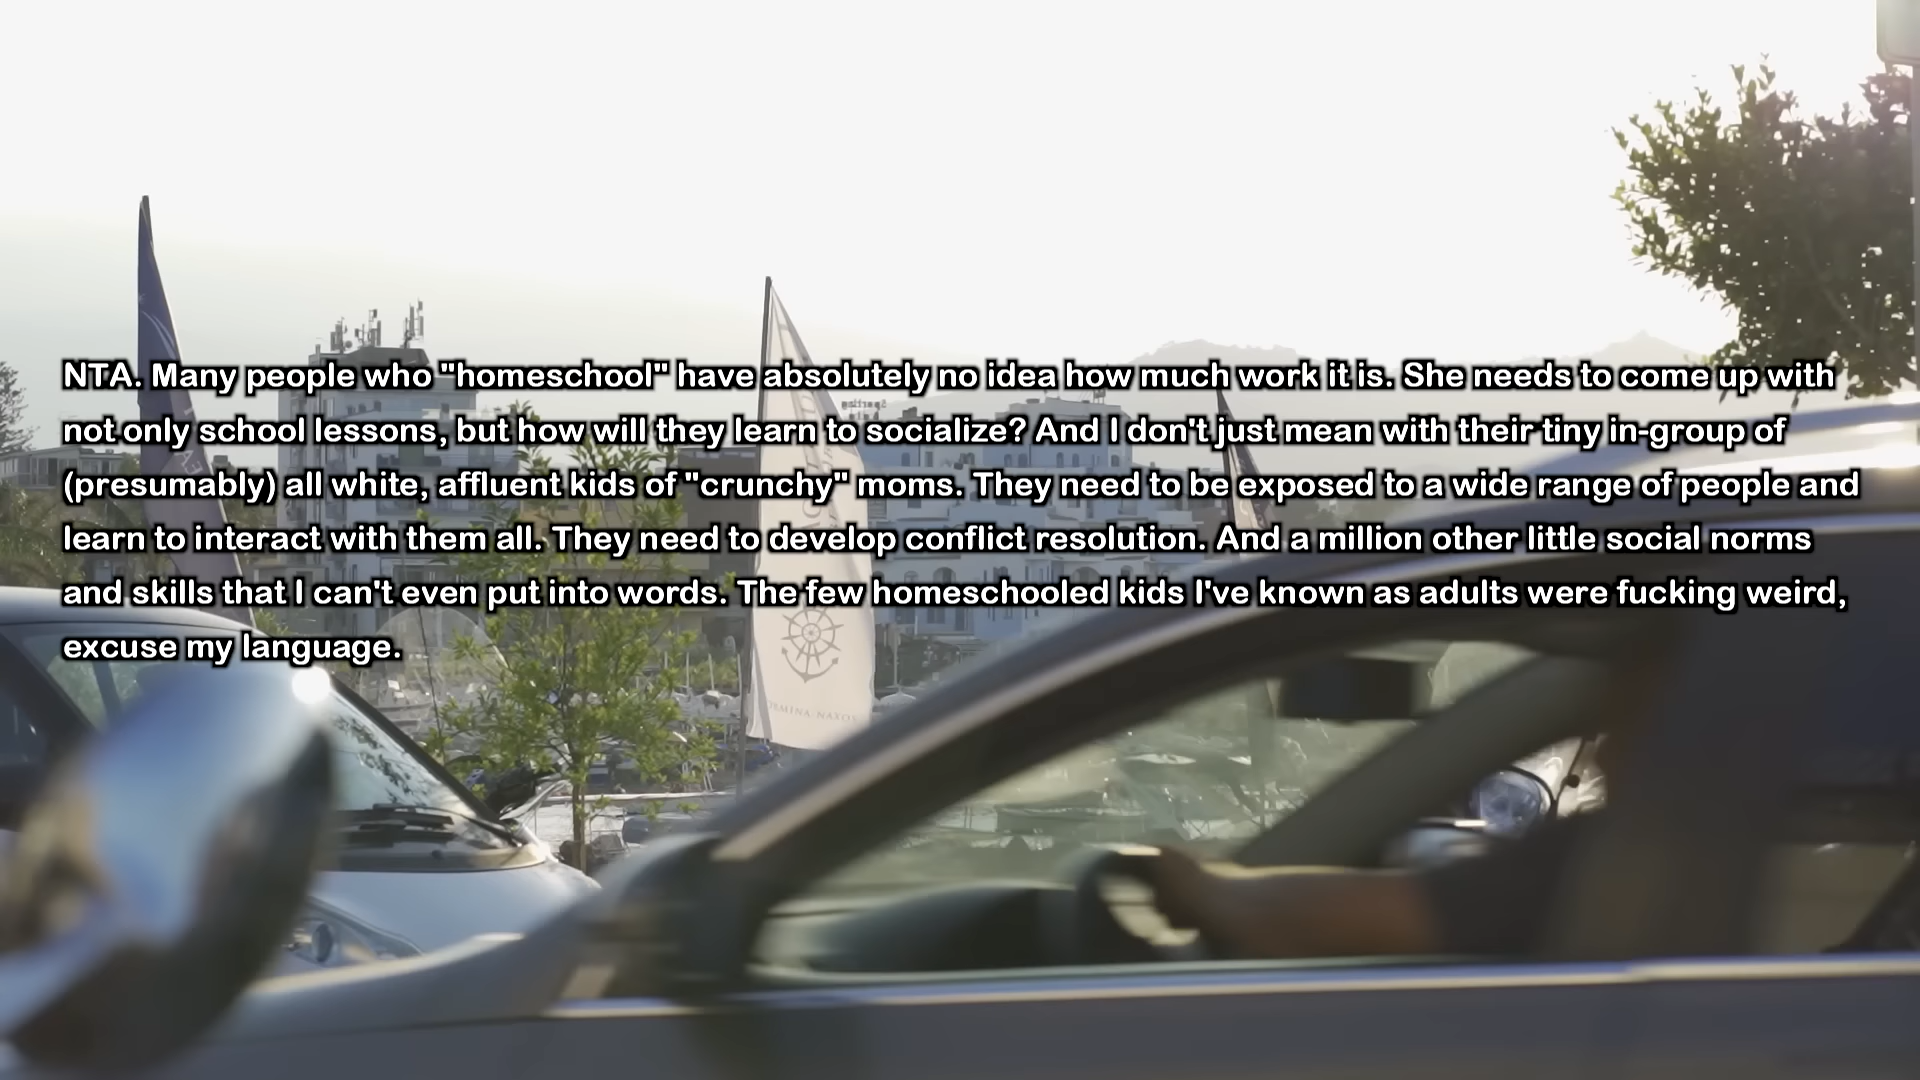 NTA. Many people who "homeschool" have absolutely no idea how much work it is. She needs to come up with
not only school lessons, but how will they learn to socialize? And I don't just mean with their tiny in-group of
(presumably) all white, affluent kids of "crunchy" moms. They need to be exposed to a wide range of people and
learn to interact with them all. They need to develop conflict resolution. And a million other little social norms
and skills that I can't even put into words. The few homeschooled kids I've known as adults were fucking weird,
excuse my language.